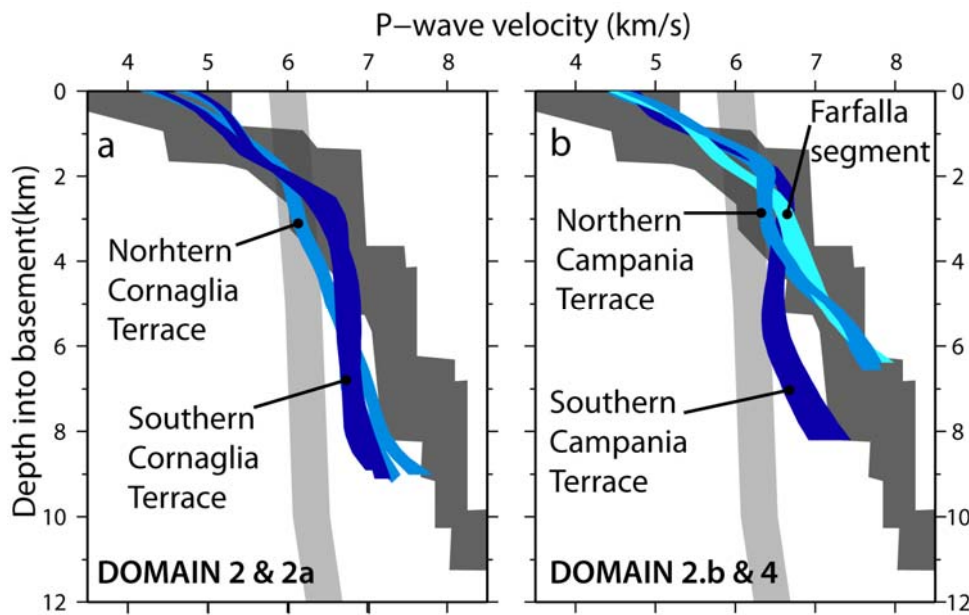 P−wave velocity (km/s)
4 5 6 7 8
4 5 6 7 8
Depth into basement(km)
0
2
4
6
8
10
12
a
Norhtern
Cornaglia
Terrace
Southern
Cornaglia
Terrace
DOMAIN 2 & 2a
b
Farfalla
segment
Northern
Campania
Terrace
Southern
Campania
Terrace
DOMAIN 2.b & 4
0
2
4
6
8
10
12